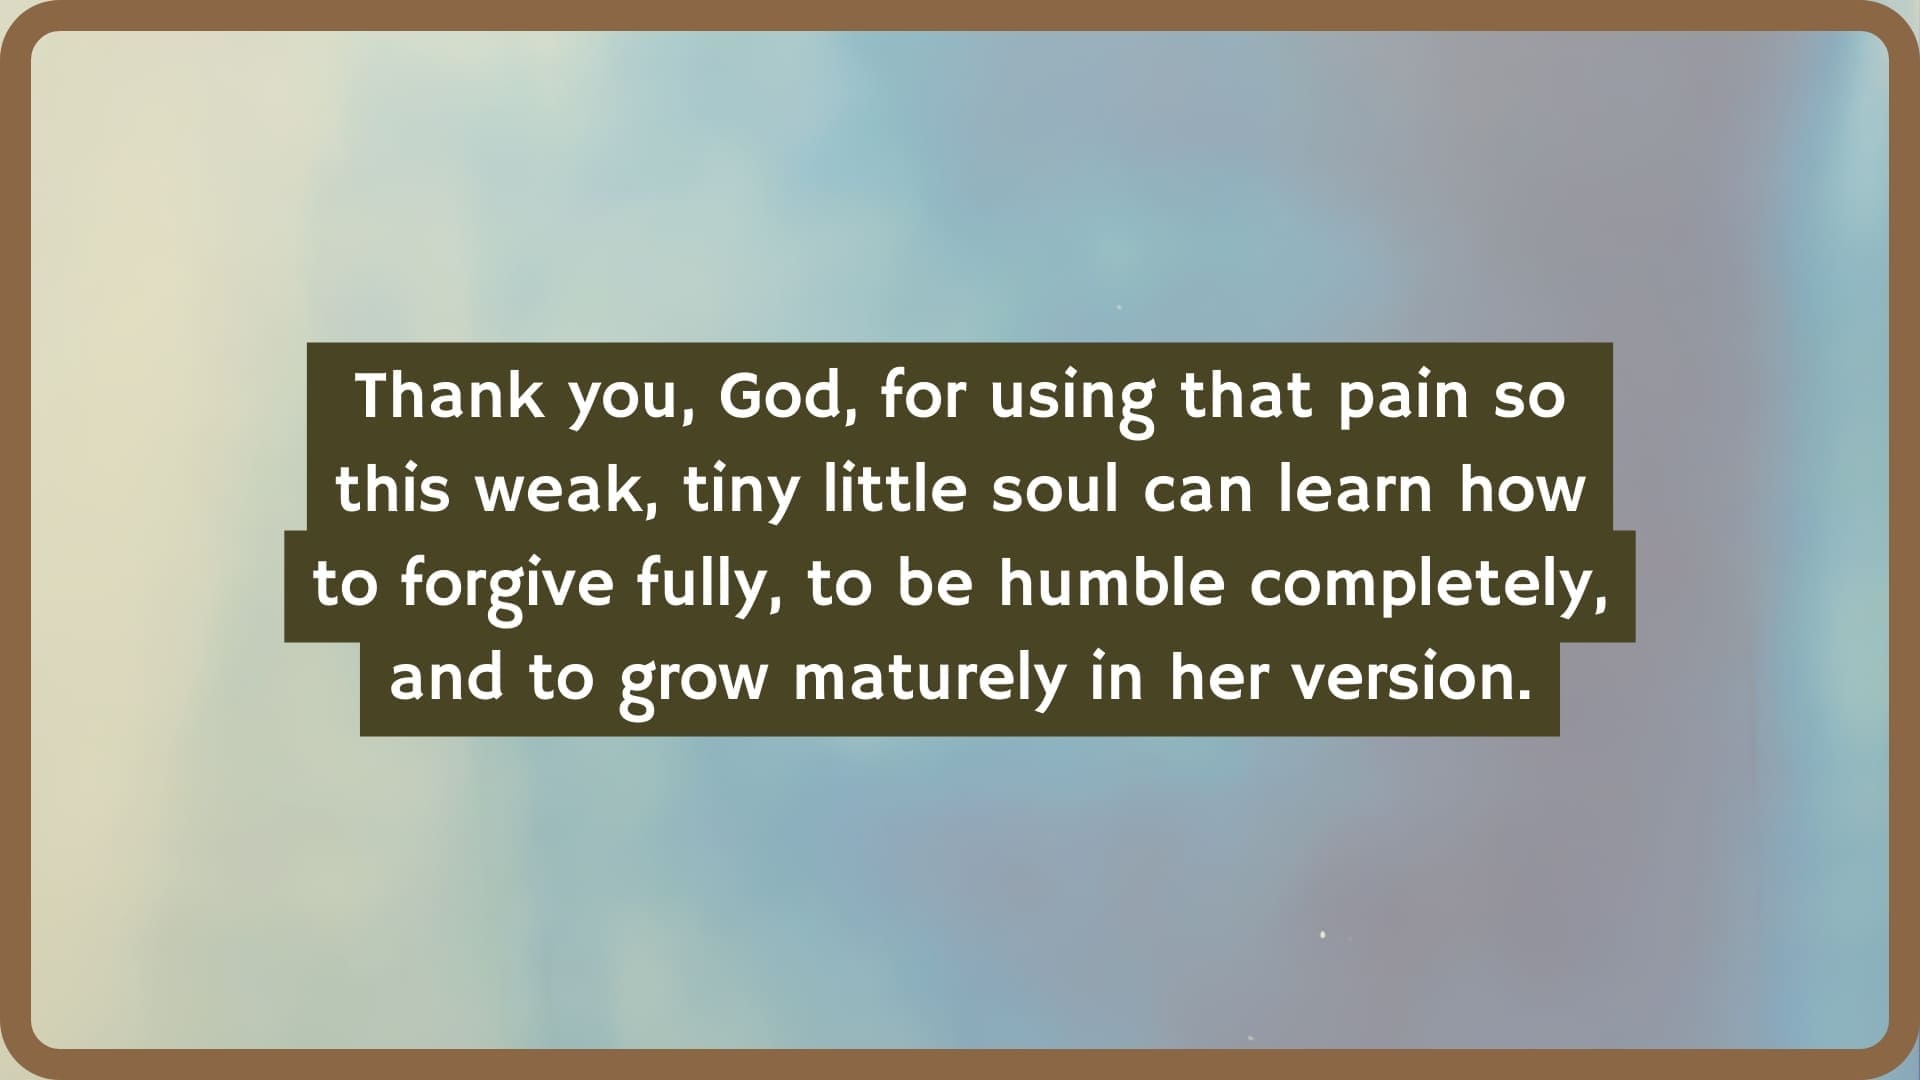 Thank you, God, for using that pain so
this weak, tiny little soul can learn how
to forgive fully, to be humble completely,
and to grow maturely in her version.